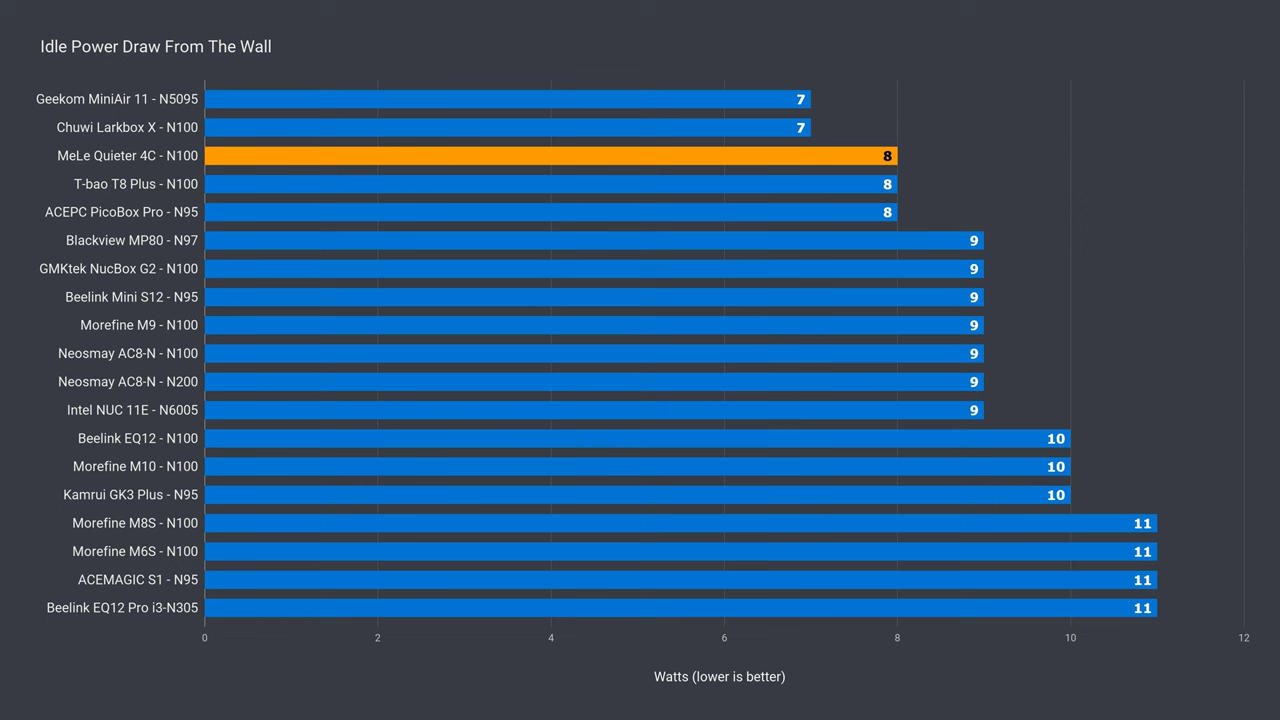 Idle Power Draw From The Wall
Geekom MiniAir 11 - N5095 7
Chuwi Larkbox X - N100 7
MeLe Quieter 4C - N100 8
T-bao T8 Plus - N100 8
ACEPC PicoBox Pro - N95 8
Blackview MP80 - N97 9
GMKtek NucBox G2 - N100 9
Beelink Mini S12 - N95 9
Morefine M9 - N100 9
Neosmay AC8-N - N100 9
Neosmay AC8-N - N200 9
Intel NUC 11E - N6005 9
Beelink EQ12 - N100 10
Morefine M10 - N100 10
Kamrui GK3 Plus - N95 10
Morefine M8S - N100 11
Morefine M6S - N100 11
ACEMAGIC S1 - N95 11
Beelink EQ12 Pro i3-N305 11
0 2 4 6 8 10 12
Watts (lower is better)